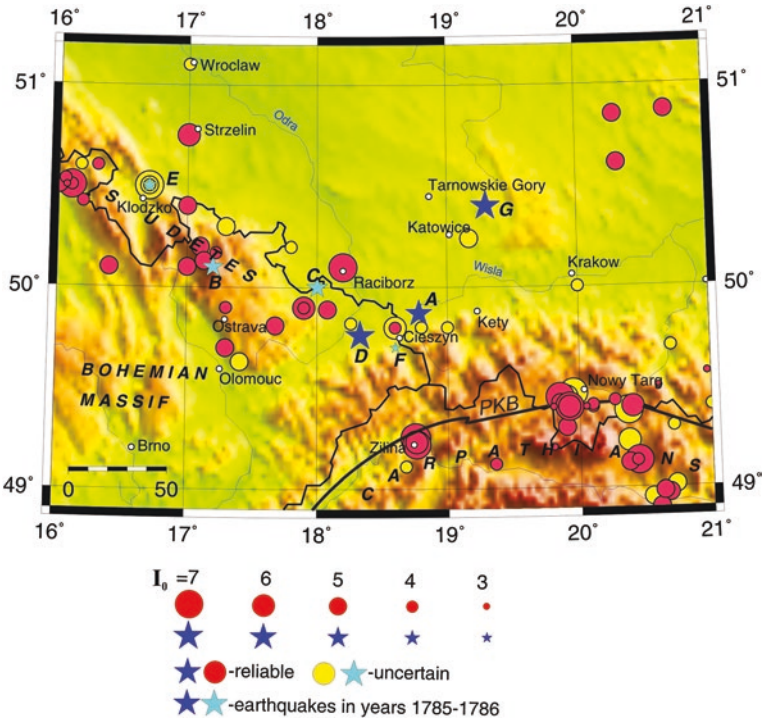 16° 17° 18° 19° 20° 21°
51° 51°
Wroclaw
Odra
Strzelin
Tarnowskie Gory
E
G
Klodzko
Katowice
SUDETES
Krakow
Wisla
B
C
Raciborz
50° 50°
A
Kety
Ostrava
Cieszyn
D
F
BOHEMIAN
Olomouc
Nowy Targ
MASSIF
PKB
Brno
Zilina
CARPATHIANS
0 50
49° 49°
16° 17° 18° 19° 20° 21°
I₀ =7 6 5 4 3
-reliable -uncertain
-earthquakes in years 1785-1786